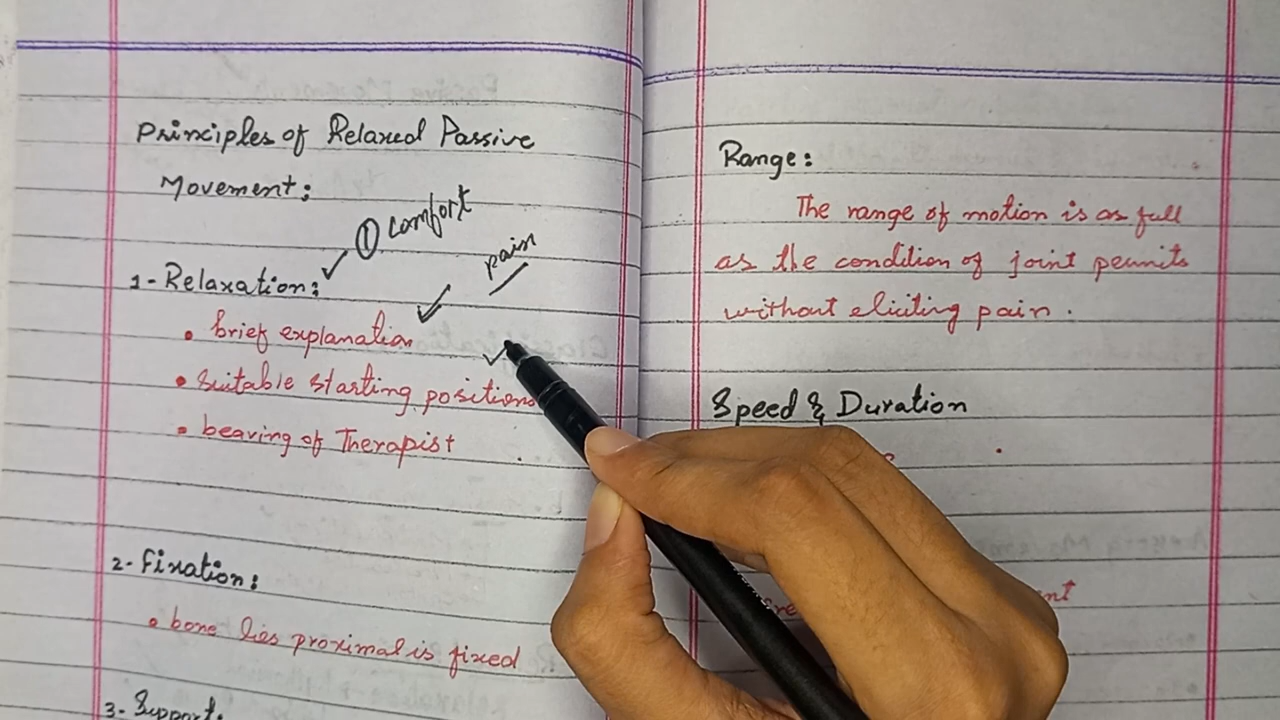 Principles of Relaxed Passive
Movement:
① comfort
pain
1- Relaxation:
• brief explanation
• Suitable starting positions
• bearing of Therapist
2- Fixation:
• bone lies proximal is fixed
3- Support:
Range:
The range of motion is as full
as the condition of joint permits
without eliciting pain.
Speed & Duration